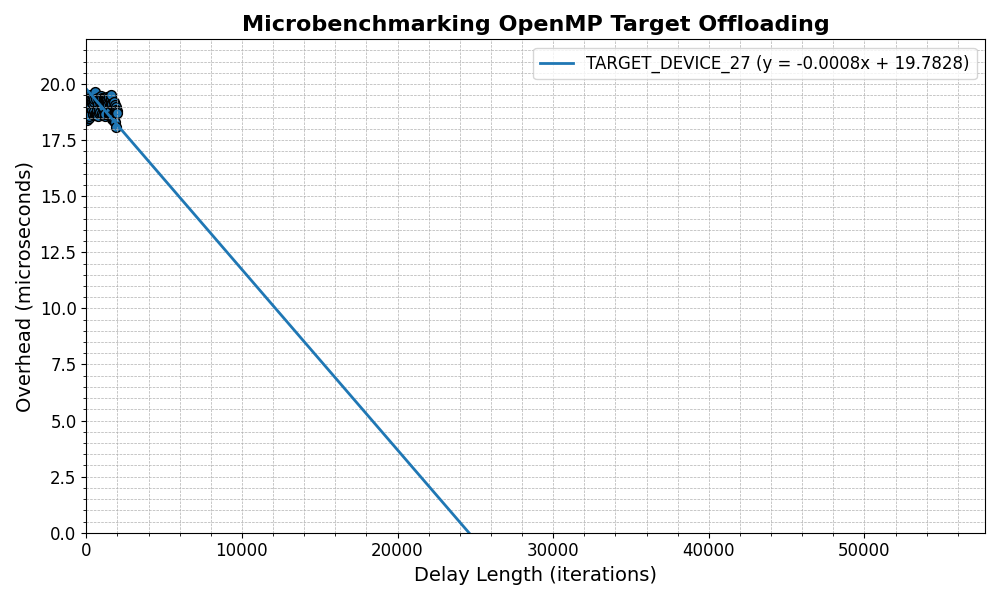 Microbenchmarking OpenMP Target Offloading
TARGET_DEVICE_27 (y = -0.0008x + 19.7828)
20.0
17.5
15.0
12.5
10.0
7.5
5.0
2.5
0.0
Overhead (microseconds)
0 10000 20000 30000 40000 50000
Delay Length (iterations)